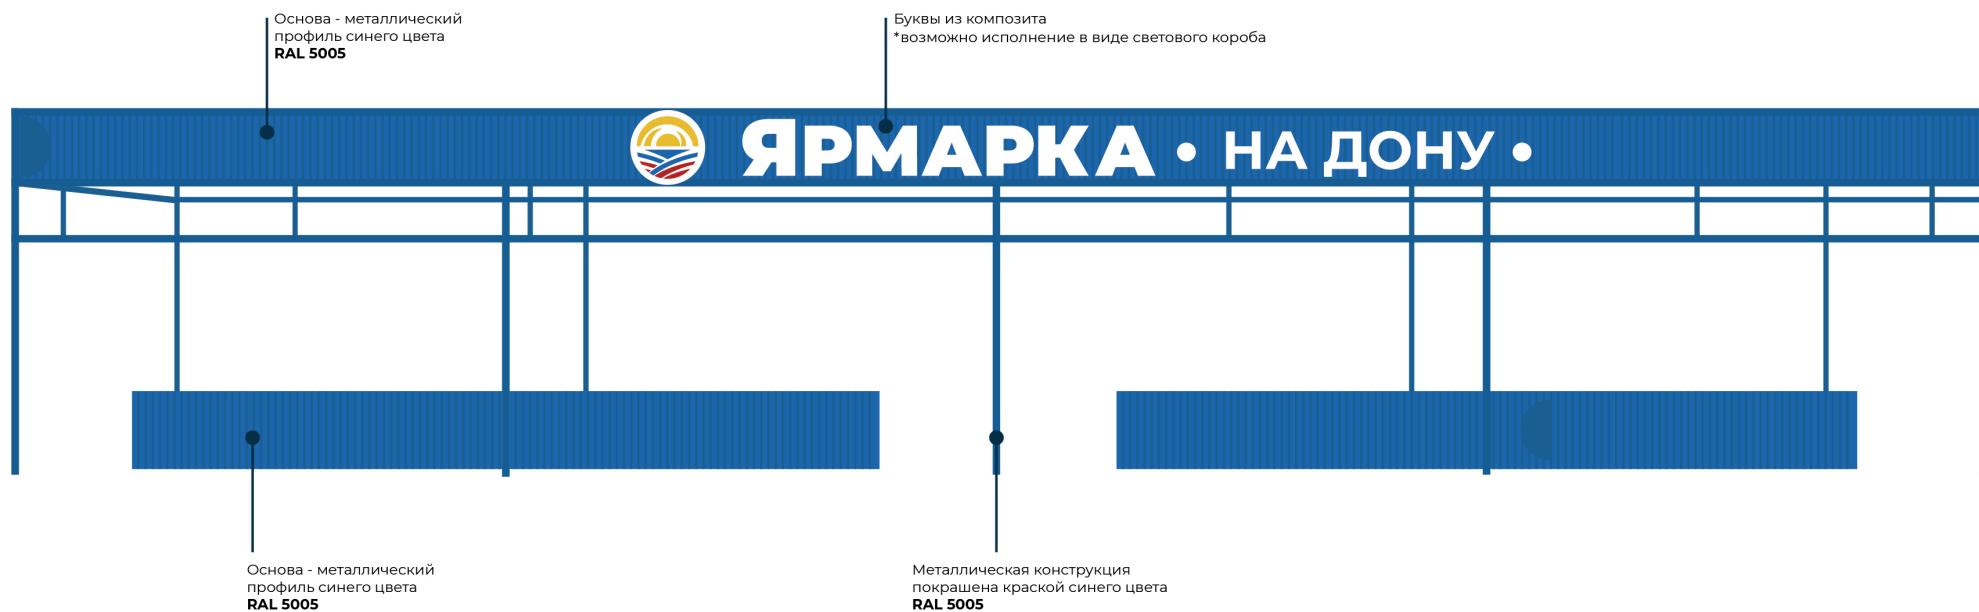 Основа - металлический
профиль синего цвета
RAL 5005
Буквы из композита
*возможно исполнение в виде светового короба
ЯРМАРКА • НА ДОНУ •
Основа - металлический
профиль синего цвета
RAL 5005
Металлическая конструкция
покрашена краской синего цвета
RAL 5005